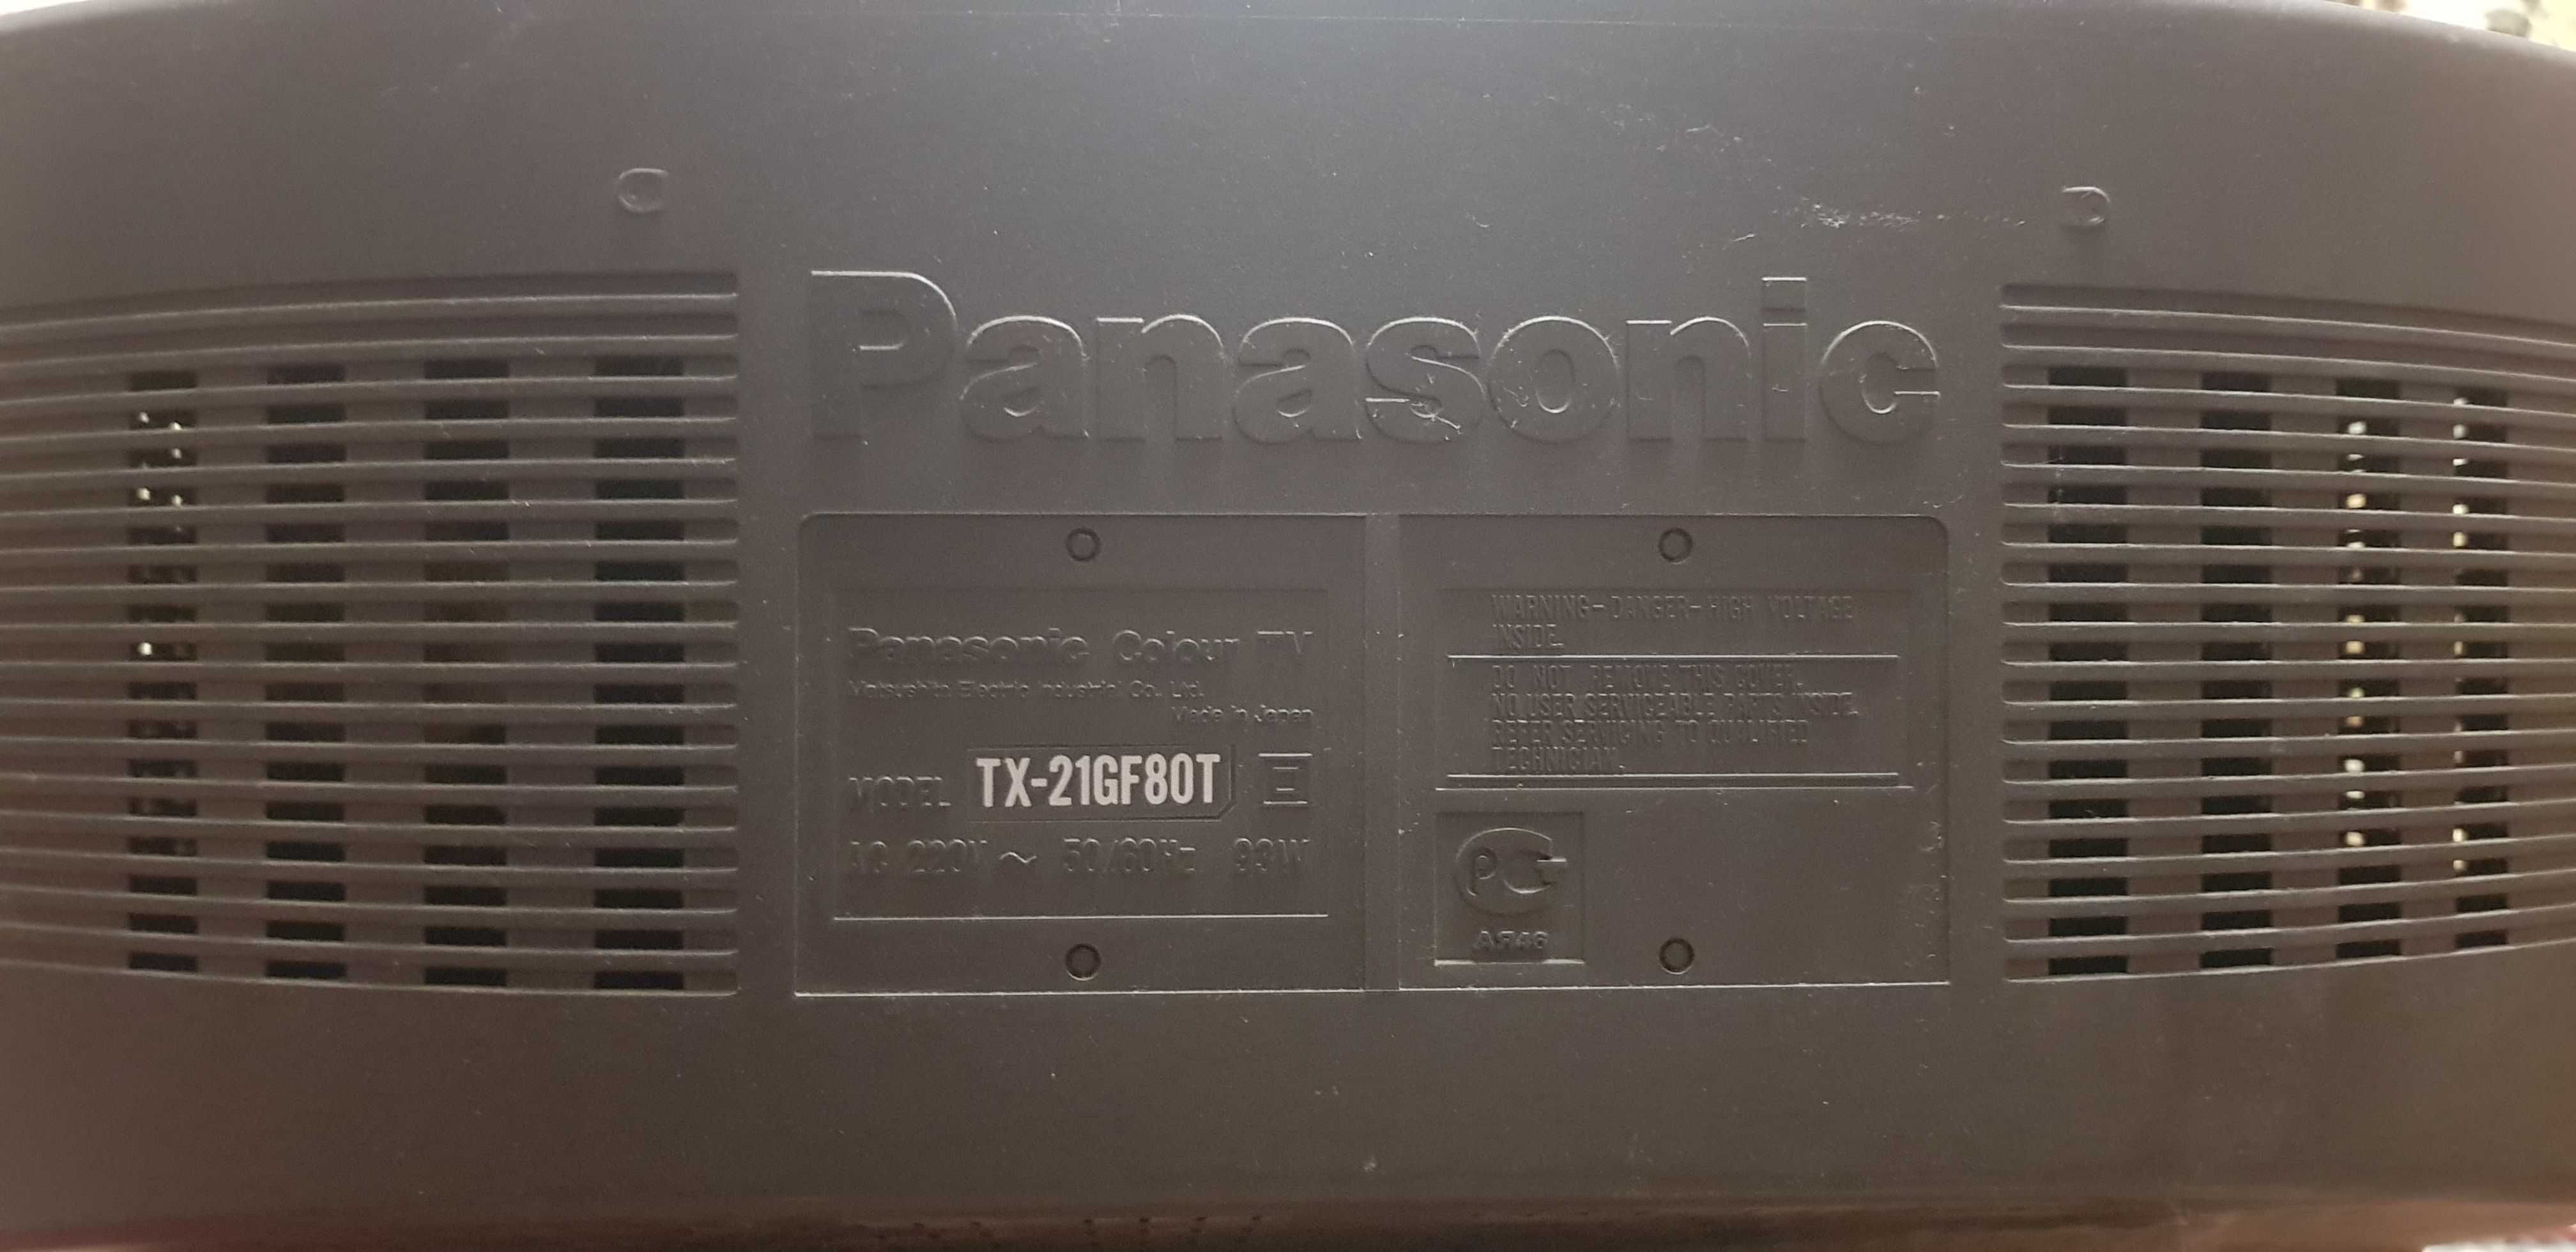 Panasonic
Panasonic Colour TV
Matsushita Electric Industrial Co. Ltd.
Made in Japan
MODEL TX-21GF80T
AC 220V ~ 50/60Hz 93W
WARNING-DANGER-HIGH VOLTAGE
INSIDE.
DO NOT REMOVE THIS COVER.
NO USER SERVICEABLE PARTS INSIDE.
REFER SERVICING TO QUALIFIED
TECHNICIAN.
РС
АЯ46